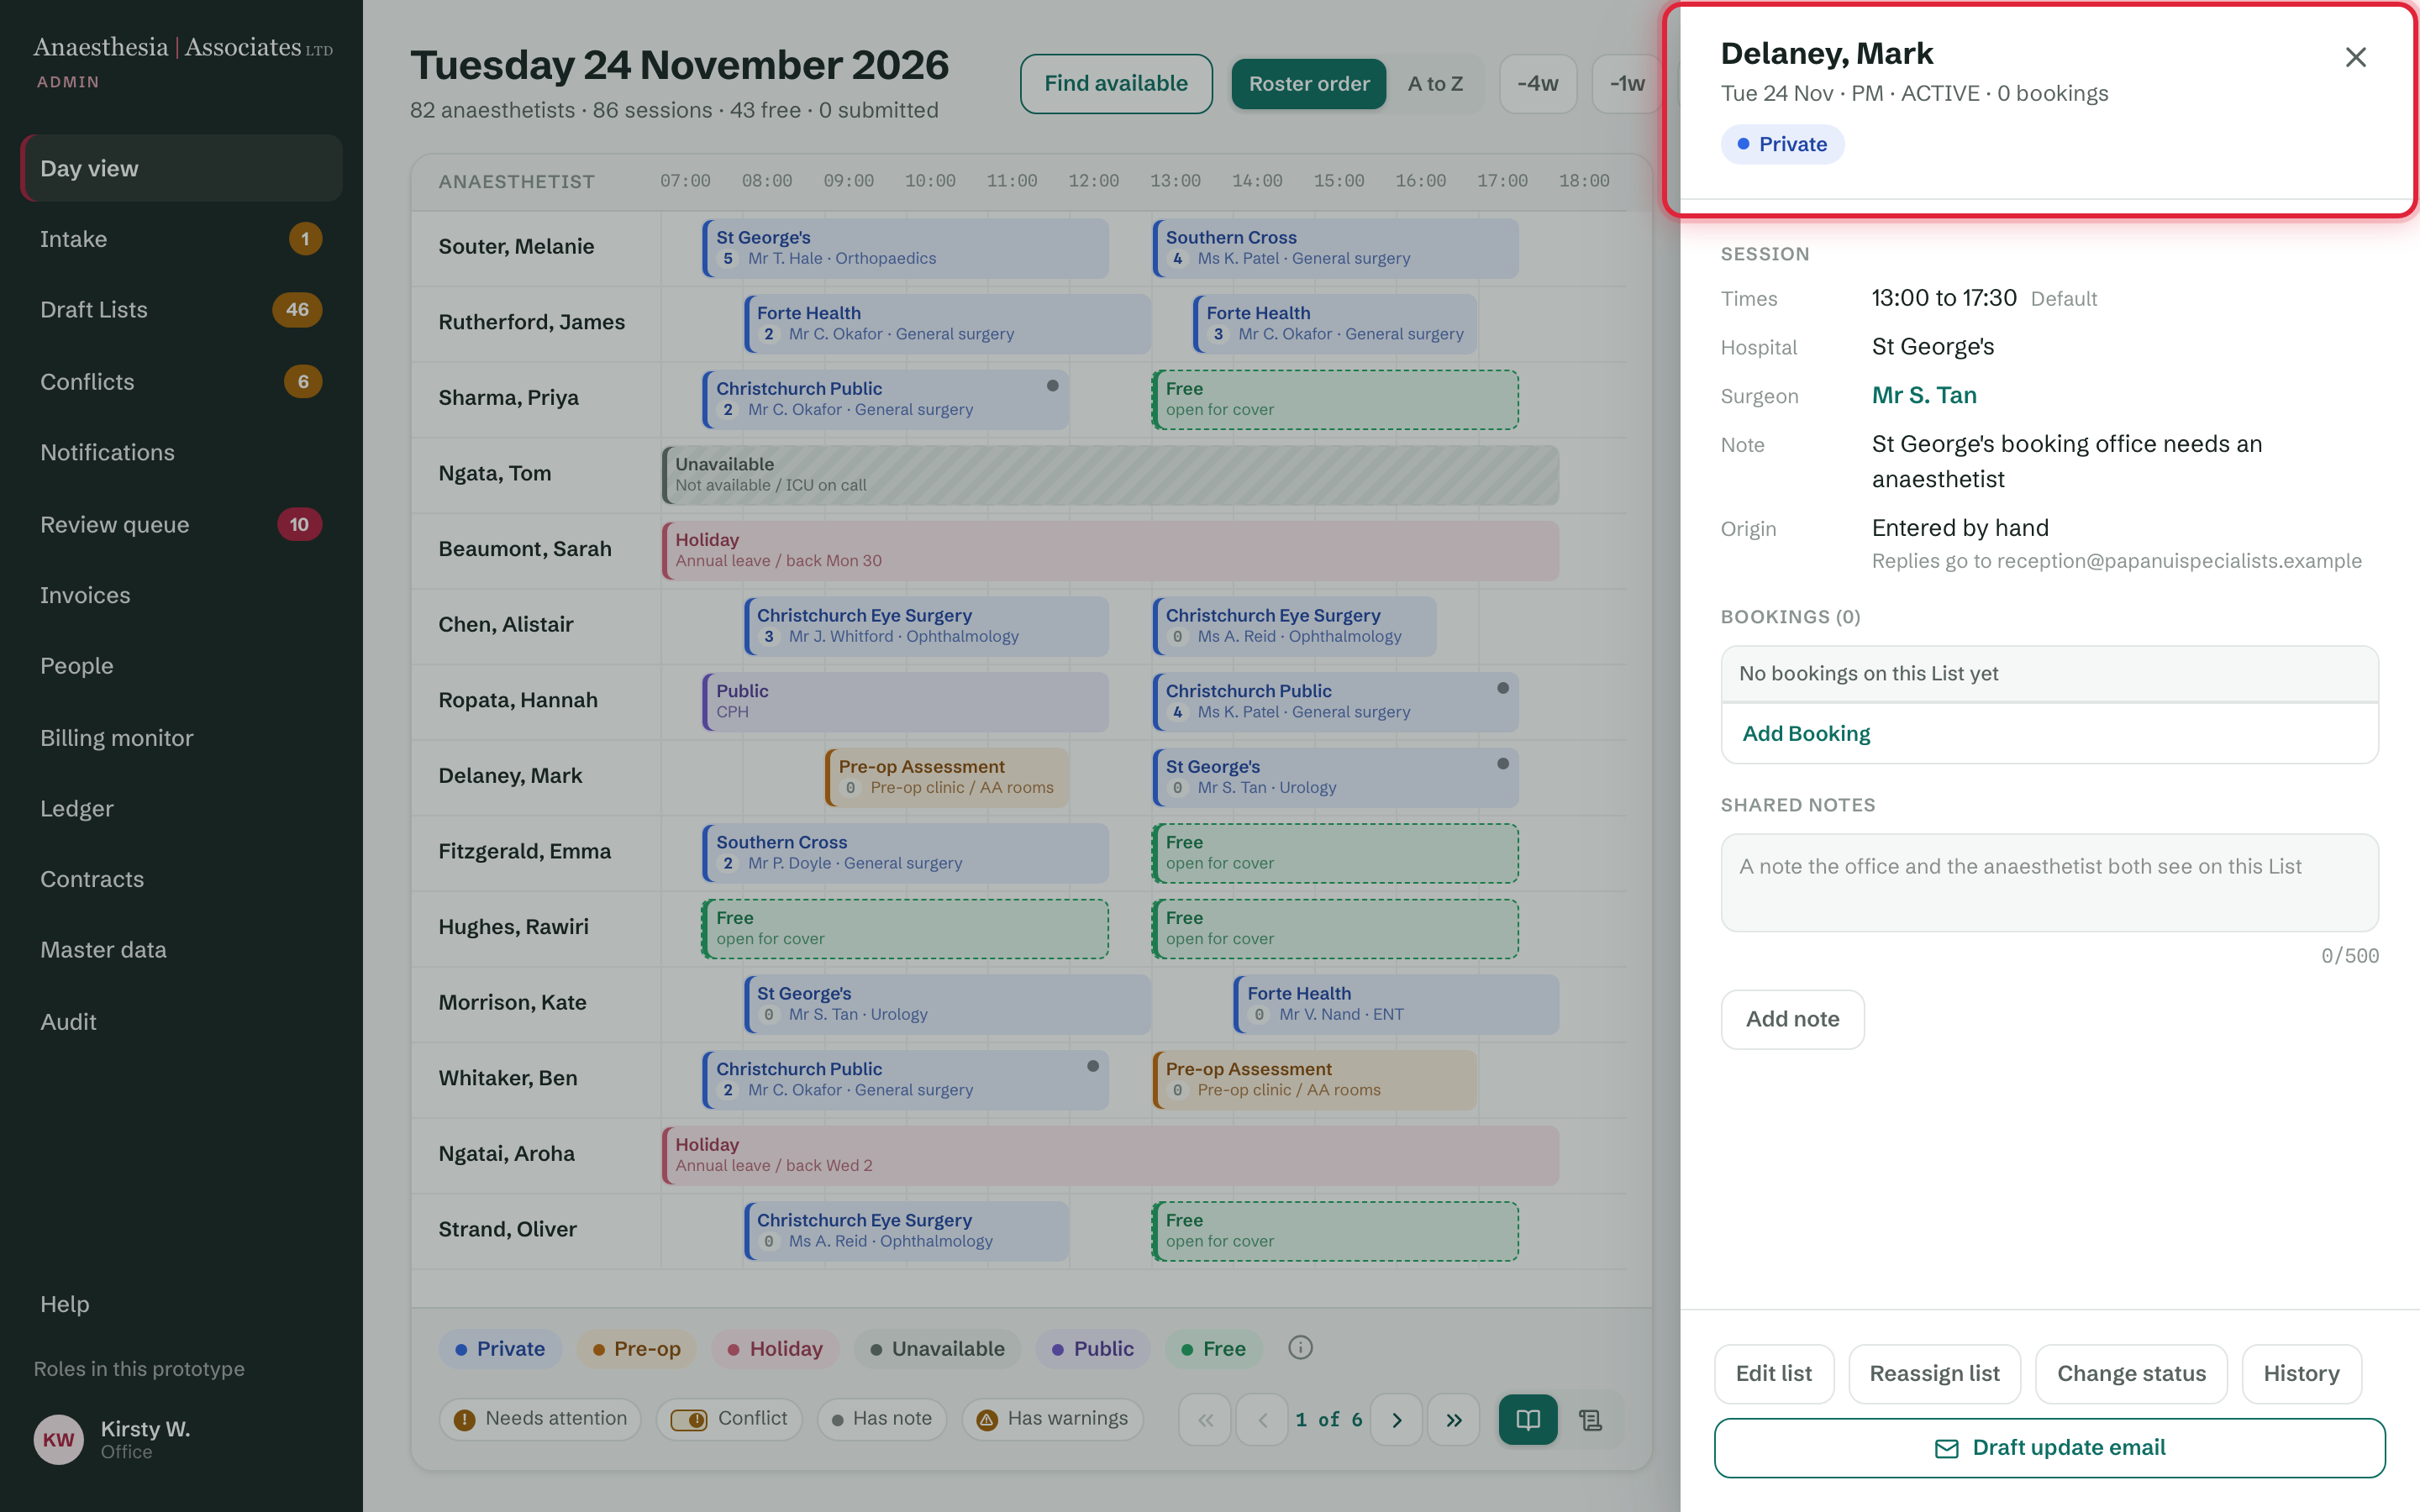 Anaesthesia | Associates LTD
ADMIN
Day view
Intake 1
Draft Lists 46
Conflicts 6
Notifications
Review queue 10
Invoices
People
Billing monitor
Ledger
Contracts
Master data
Audit
Help
Roles in this prototype
KW Kirsty W.
Office
Tuesday 24 November 2026
82 anaesthetists · 86 sessions · 43 free · 0 submitted
Find available Roster order A to Z -4w -1w
ANAESTHETIST 07:00 08:00 09:00 10:00 11:00 12:00 13:00 14:00 15:00 16:00 17:00 18:00
Souter, Melanie
St George's
5 Mr T. Hale · Orthopaedics
Southern Cross
4 Ms K. Patel · General surgery
Rutherford, James
Forte Health
2 Mr C. Okafor · General surgery
Forte Health
3 Mr C. Okafor · General surgery
Sharma, Priya
Christchurch Public
2 Mr C. Okafor · General surgery
Free
open for cover
Ngata, Tom
Unavailable
Not available / ICU on call
Beaumont, Sarah
Holiday
Annual leave / back Mon 30
Chen, Alistair
Christchurch Eye Surgery
3 Mr J. Whitford · Ophthalmology
Christchurch Eye Surgery
0 Ms A. Reid · Ophthalmology
Ropata, Hannah
Public
CPH
Christchurch Public
4 Ms K. Patel · General surgery
Delaney, Mark
Pre-op Assessment
0 Pre-op clinic / AA rooms
St George's
0 Mr S. Tan · Urology
Fitzgerald, Emma
Southern Cross
2 Mr P. Doyle · General surgery
Free
open for cover
Hughes, Rawiri
Free
open for cover
Free
open for cover
Morrison, Kate
St George's
0 Mr S. Tan · Urology
Forte Health
0 Mr V. Nand · ENT
Whitaker, Ben
Christchurch Public
2 Mr C. Okafor · General surgery
Pre-op Assessment
0 Pre-op clinic / AA rooms
Ngatai, Aroha
Holiday
Annual leave / back Wed 2
Strand, Oliver
Christchurch Eye Surgery
0 Ms A. Reid · Ophthalmology
Free
open for cover
Private Pre-op Holiday Unavailable Public Free
Needs attention Conflict Has note Has warnings 1 of 6
Delaney, Mark
Tue 24 Nov · PM · ACTIVE · 0 bookings
Private
SESSION
Times 13:00 to 17:30 Default
Hospital St George's
Surgeon Mr S. Tan
Note St George's booking office needs an
anaesthetist
Origin Entered by hand
Replies go to reception@papanuispecialists.example
BOOKINGS (0)
No bookings on this List yet
Add Booking
SHARED NOTES
A note the office and the anaesthetist both see on this List
0/500
Add note
Edit list Reassign list Change status History
Draft update email